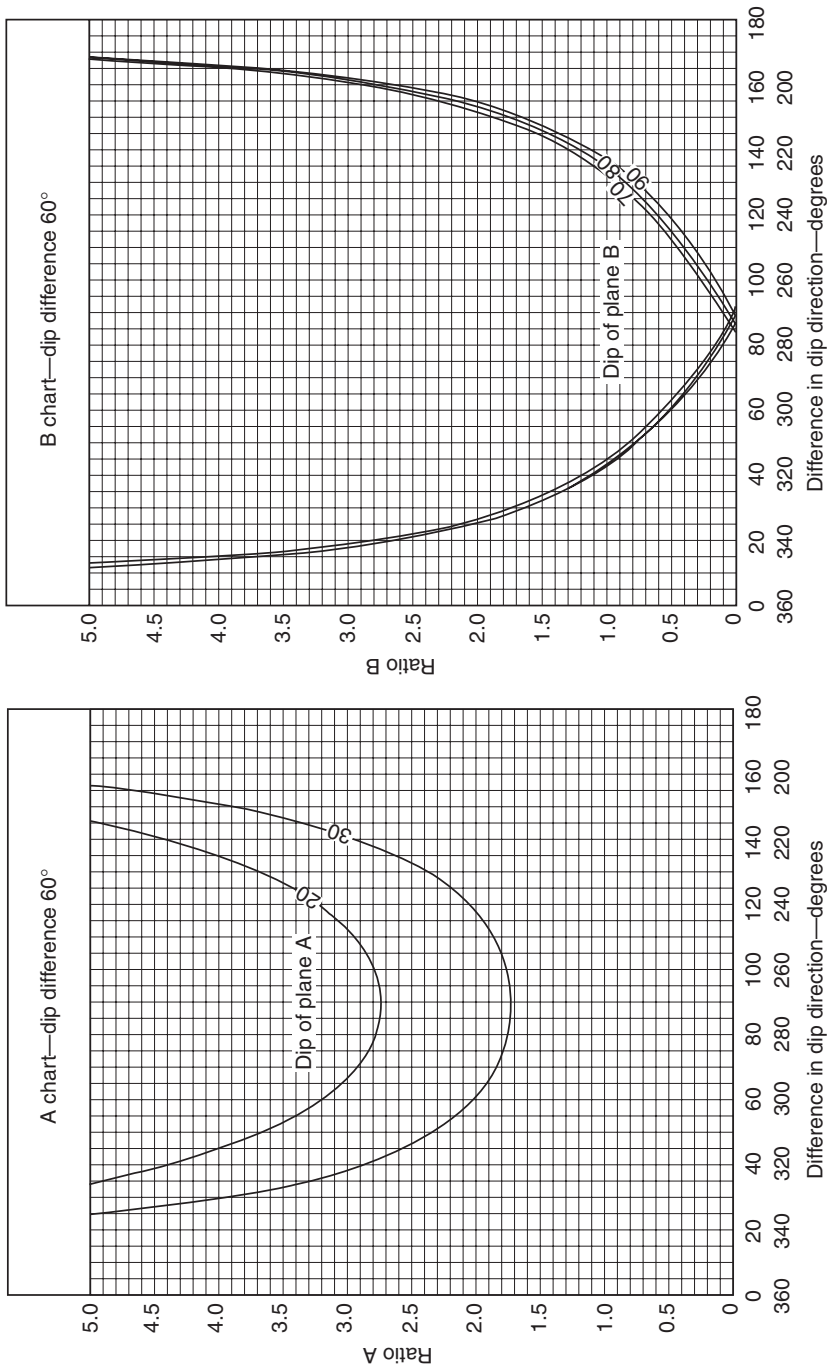 A chart—dip difference 60°
Ratio A
5.0
4.5
4.0
3.5
3.0
2.5
2.0
1.5
1.0
0.5
0
Dip of plane A
20
30
0 20 40 60 80 100 120 140 160 180
360 340 320 300 280 260 240 220 200
Difference in dip direction—degrees
B chart—dip difference 60°
Ratio B
5.0
4.5
4.0
3.5
3.0
2.5
2.0
1.5
1.0
0.5
0
Dip of plane B
70
80
90
0 20 40 60 80 100 120 140 160 180
360 340 320 300 280 260 240 220 200
Difference in dip direction—degrees